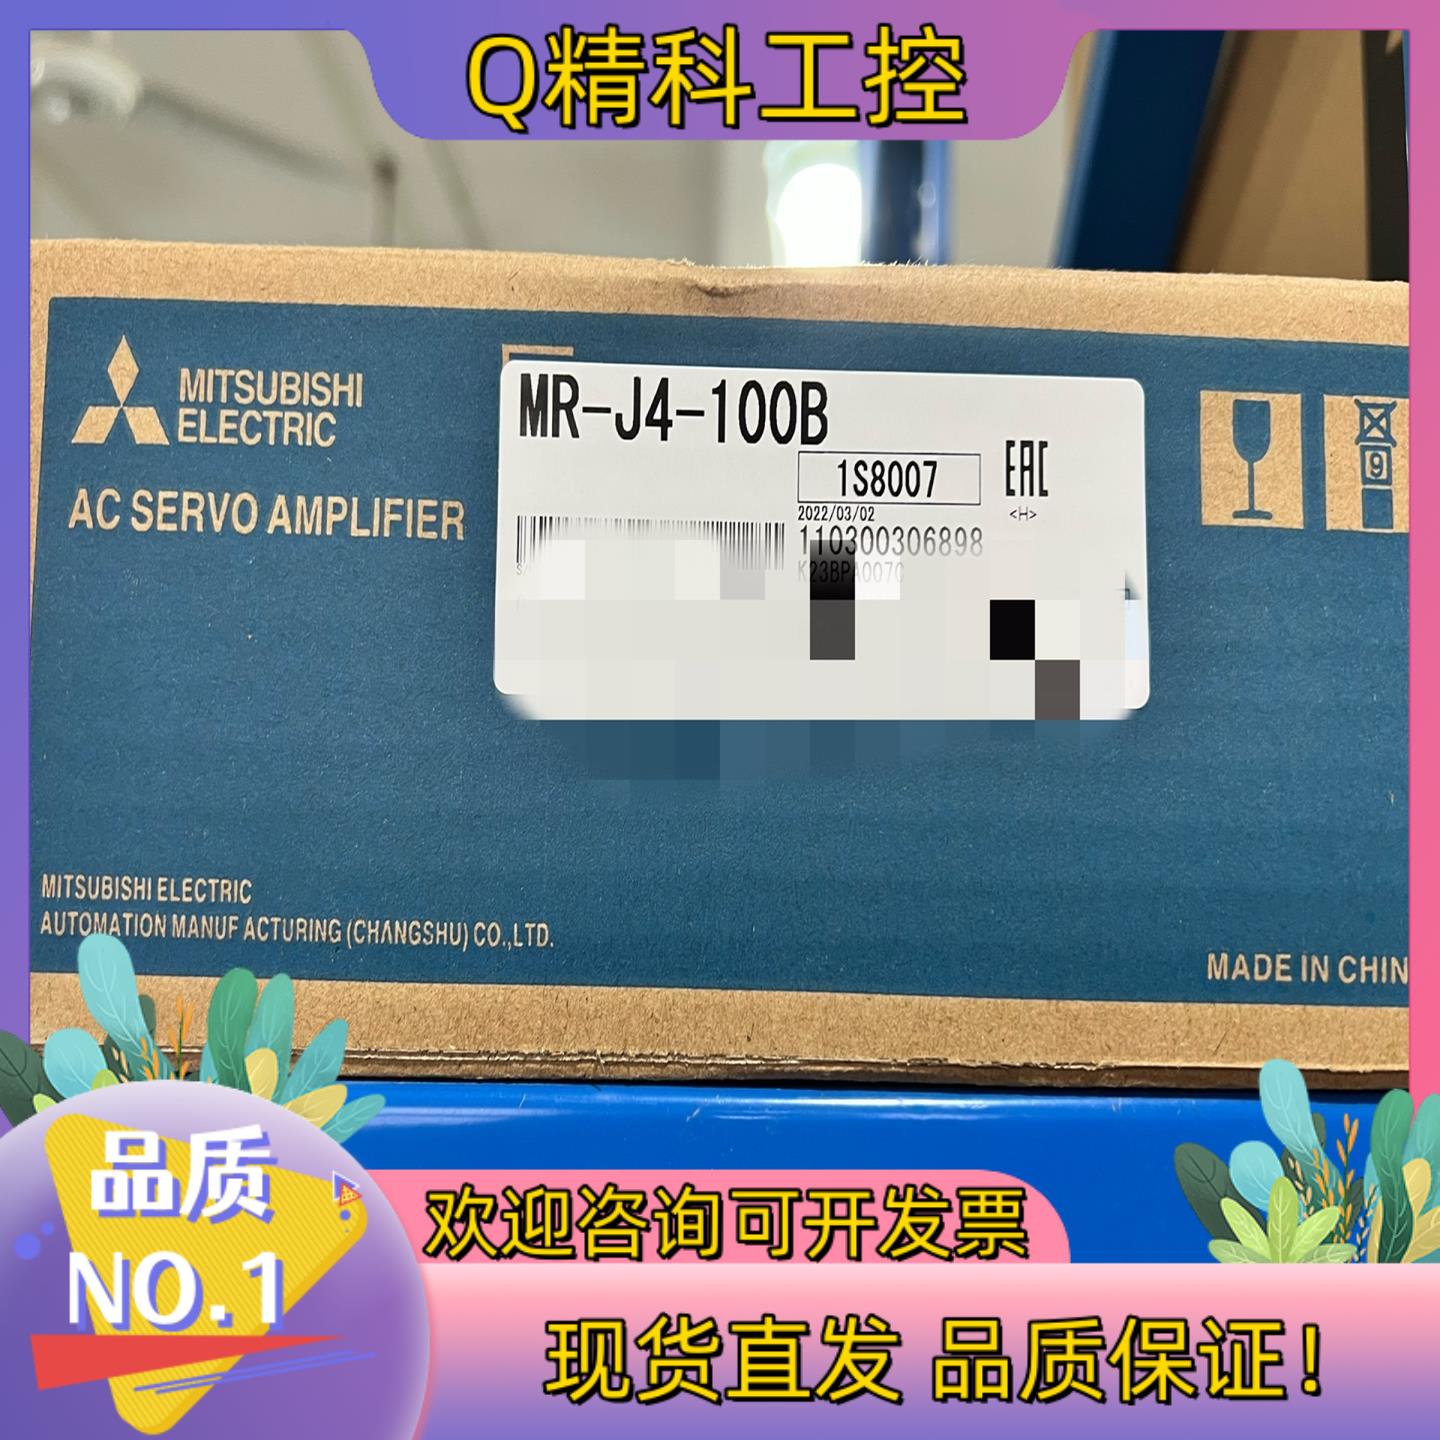 Q精科工控
MITSUBISHI
ELECTRIC
AC SERVO AMPLIFIER
MR-J4-100B
1S8007
EAC
2022/03/02
<H>
110300306898
K23BPA007C
9
MITSUBISHI ELECTRIC
AUTOMATION MANUF ACTURING (CHANGSHU) CO.,LTD.
MADE IN CHIN
品质
NO.1
欢迎咨询可开发票
现货直发 品质保证!